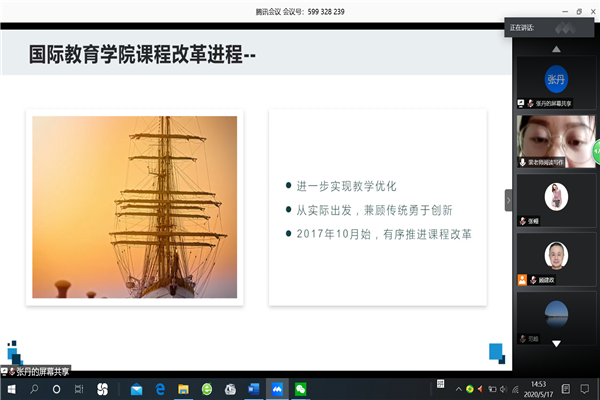 腾讯会议 会议号：599 328 239
正在讲话:
国际教育学院课程改革进程--
进一步实现教学优化
从实际出发，兼顾传统勇于创新
2017年10月始，有序推进课程改革
张丹
张丹的屏幕共享
裴老师阅读写作
张帼
顾建政
张丹的屏幕共享
14:53
2020/5/17